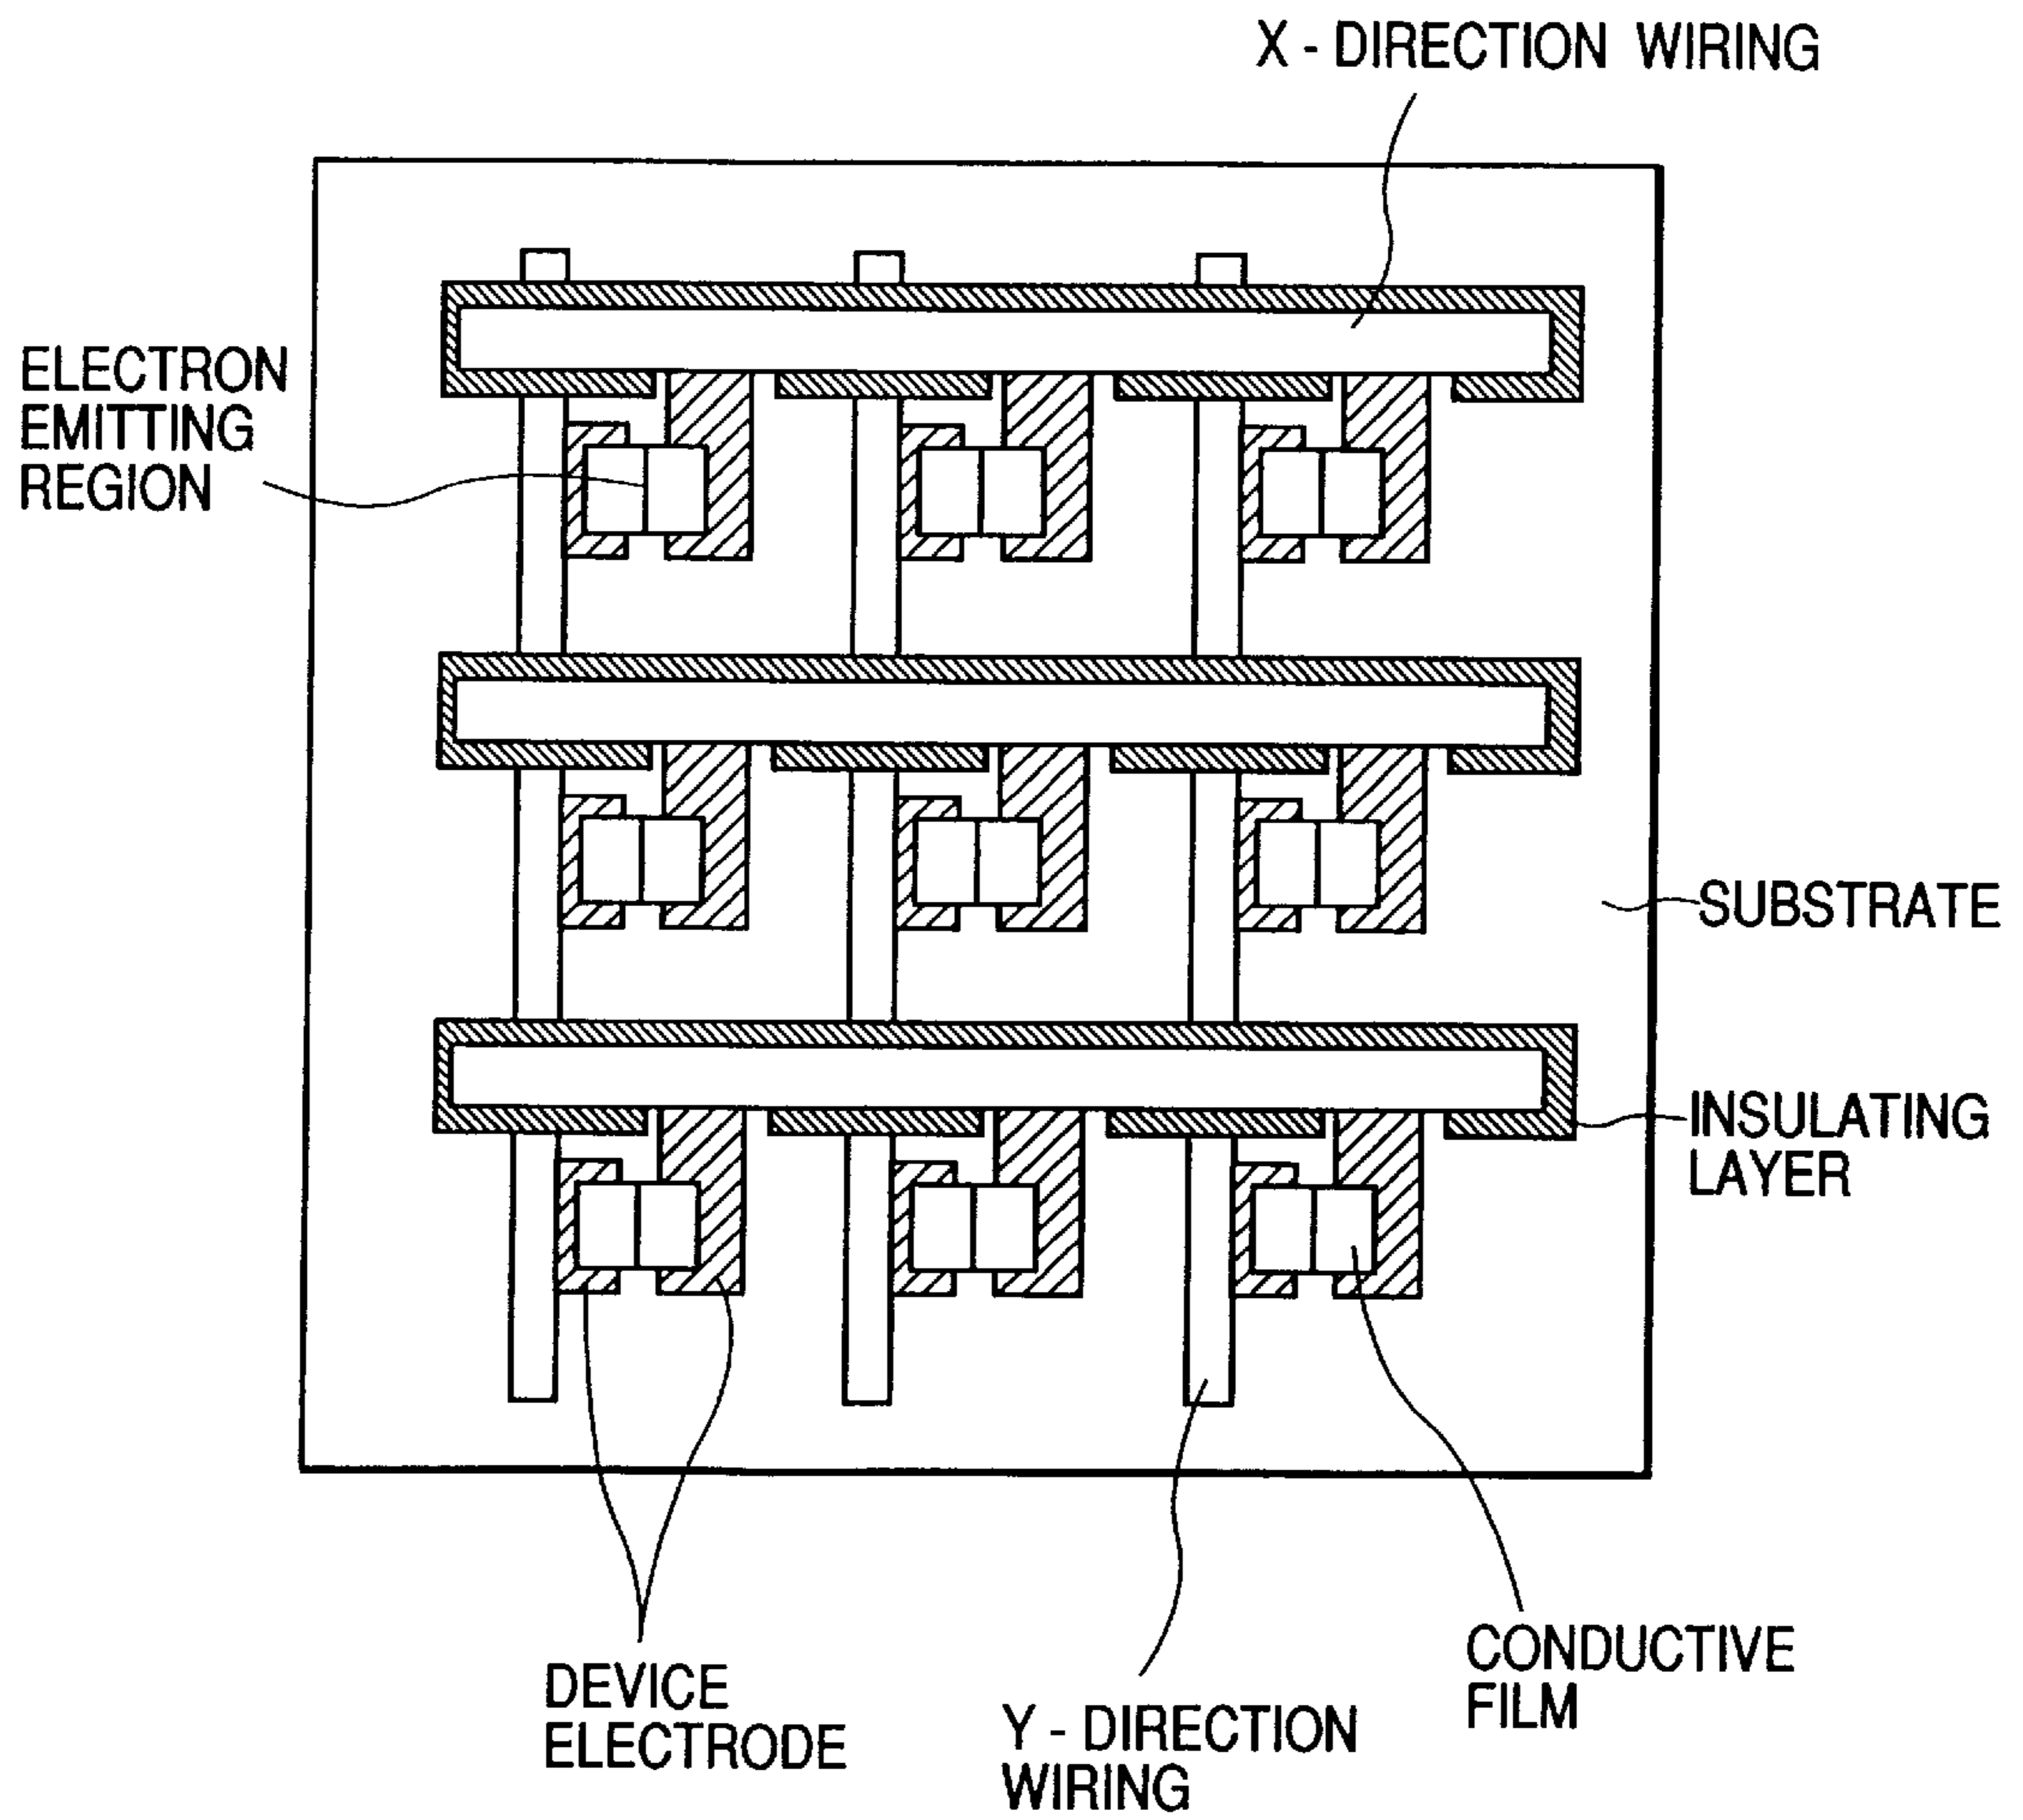 X - DIRECTION WIRING
ELECTRON
EMITTING
REGION
SUBSTRATE
INSULATING
LAYER
CONDUCTIVE
FILM
DEVICE
ELECTRODE
Y - DIRECTION
WIRING